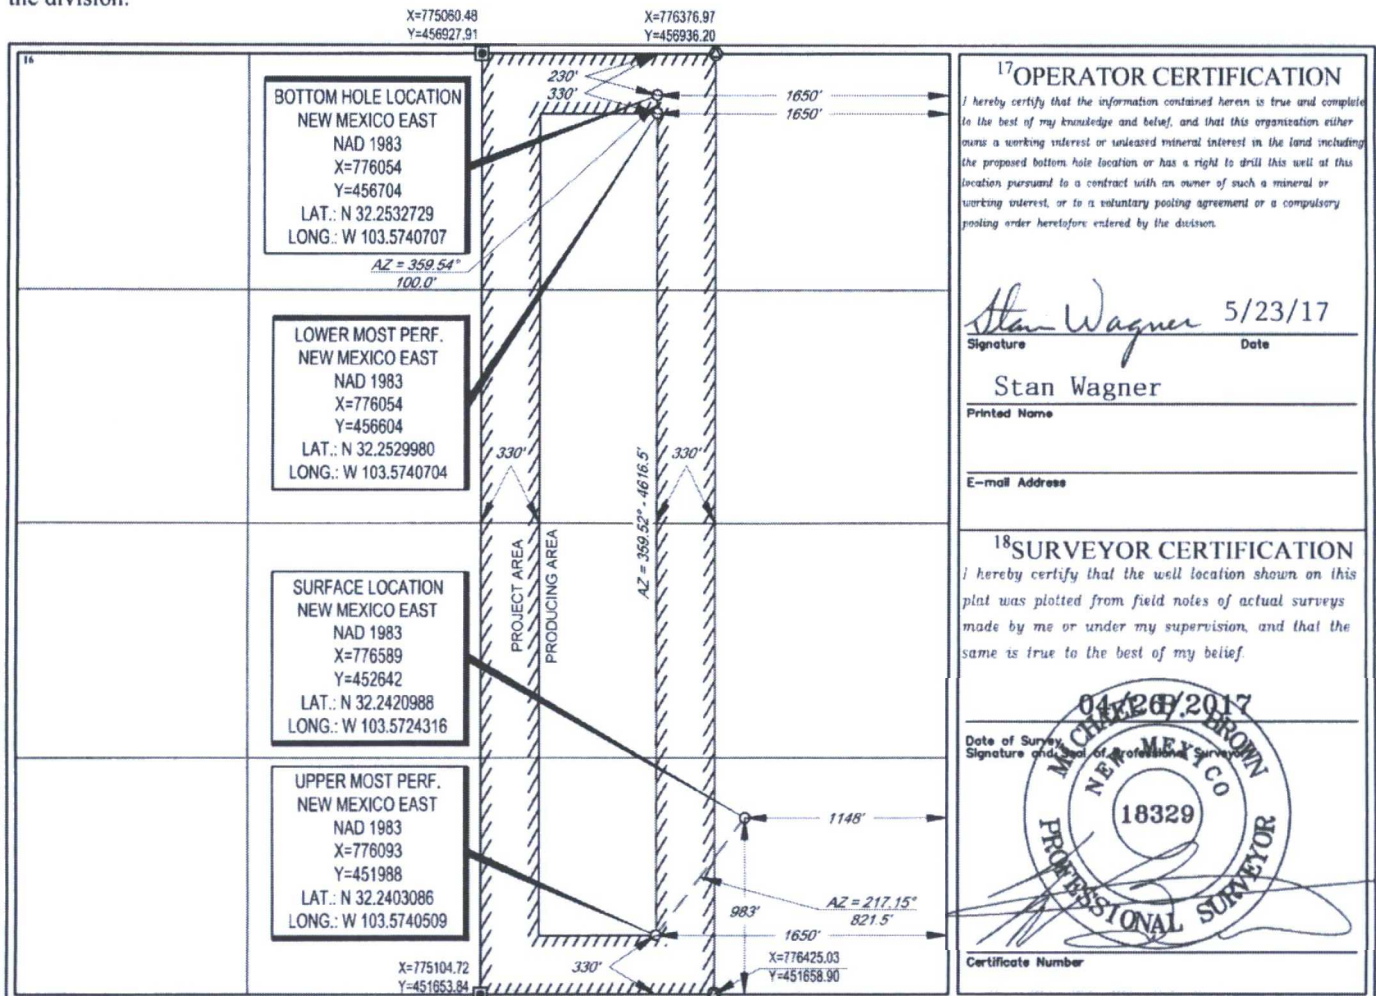 the division.
X=775060.48
Y=456927.91
X=776376.97
Y=456936.20
16
BOTTOM HOLE LOCATION
NEW MEXICO EAST
NAD 1983
X=776054
Y=456704
LAT.: N 32.2532729
LONG.: W 103.5740707
230'
330'
1650'
1650'
AZ = 359.54°
100.0'
LOWER MOST PERF.
NEW MEXICO EAST
NAD 1983
X=776054
Y=456604
LAT.: N 32.2529980
LONG.: W 103.5740704
330'
330'
AZ = 359.52° - 4616.5'
PROJECT AREA
PRODUCING AREA
SURFACE LOCATION
NEW MEXICO EAST
NAD 1983
X=776589
Y=452642
LAT.: N 32.2420988
LONG.: W 103.5724316
UPPER MOST PERF.
NEW MEXICO EAST
NAD 1983
X=776093
Y=451988
LAT.: N 32.2403086
LONG.: W 103.5740509
1148'
983'
AZ = 217.15°
821.5'
1650'
330'
X=775104.72
Y=451653.84
X=776425.03
Y=451658.90
17 OPERATOR CERTIFICATION
I hereby certify that the information contained herein is true and complete
to the best of my knowledge and belief, and that this organization either
owns a working interest or unleased mineral interest in the land including
the proposed bottom hole location or has a right to drill this well at this
location pursuant to a contract with an owner of such a mineral or
working interest, or to a voluntary pooling agreement or a compulsory
pooling order heretofore entered by the division.
Stan Wagner 5/23/17
Signature Date
Stan Wagner
Printed Name
E-mail Address
18 SURVEYOR CERTIFICATION
I hereby certify that the well location shown on this
plat was plotted from field notes of actual surveys
made by me or under my supervision, and that the
same is true to the best of my belief.
04/26/2017
Date of Survey
Signature and Seal of Professional Surveyor
MICHAEL B. BROWN
NEW MEXICO
18329
PROFESSIONAL SURVEYOR
Certificate Number